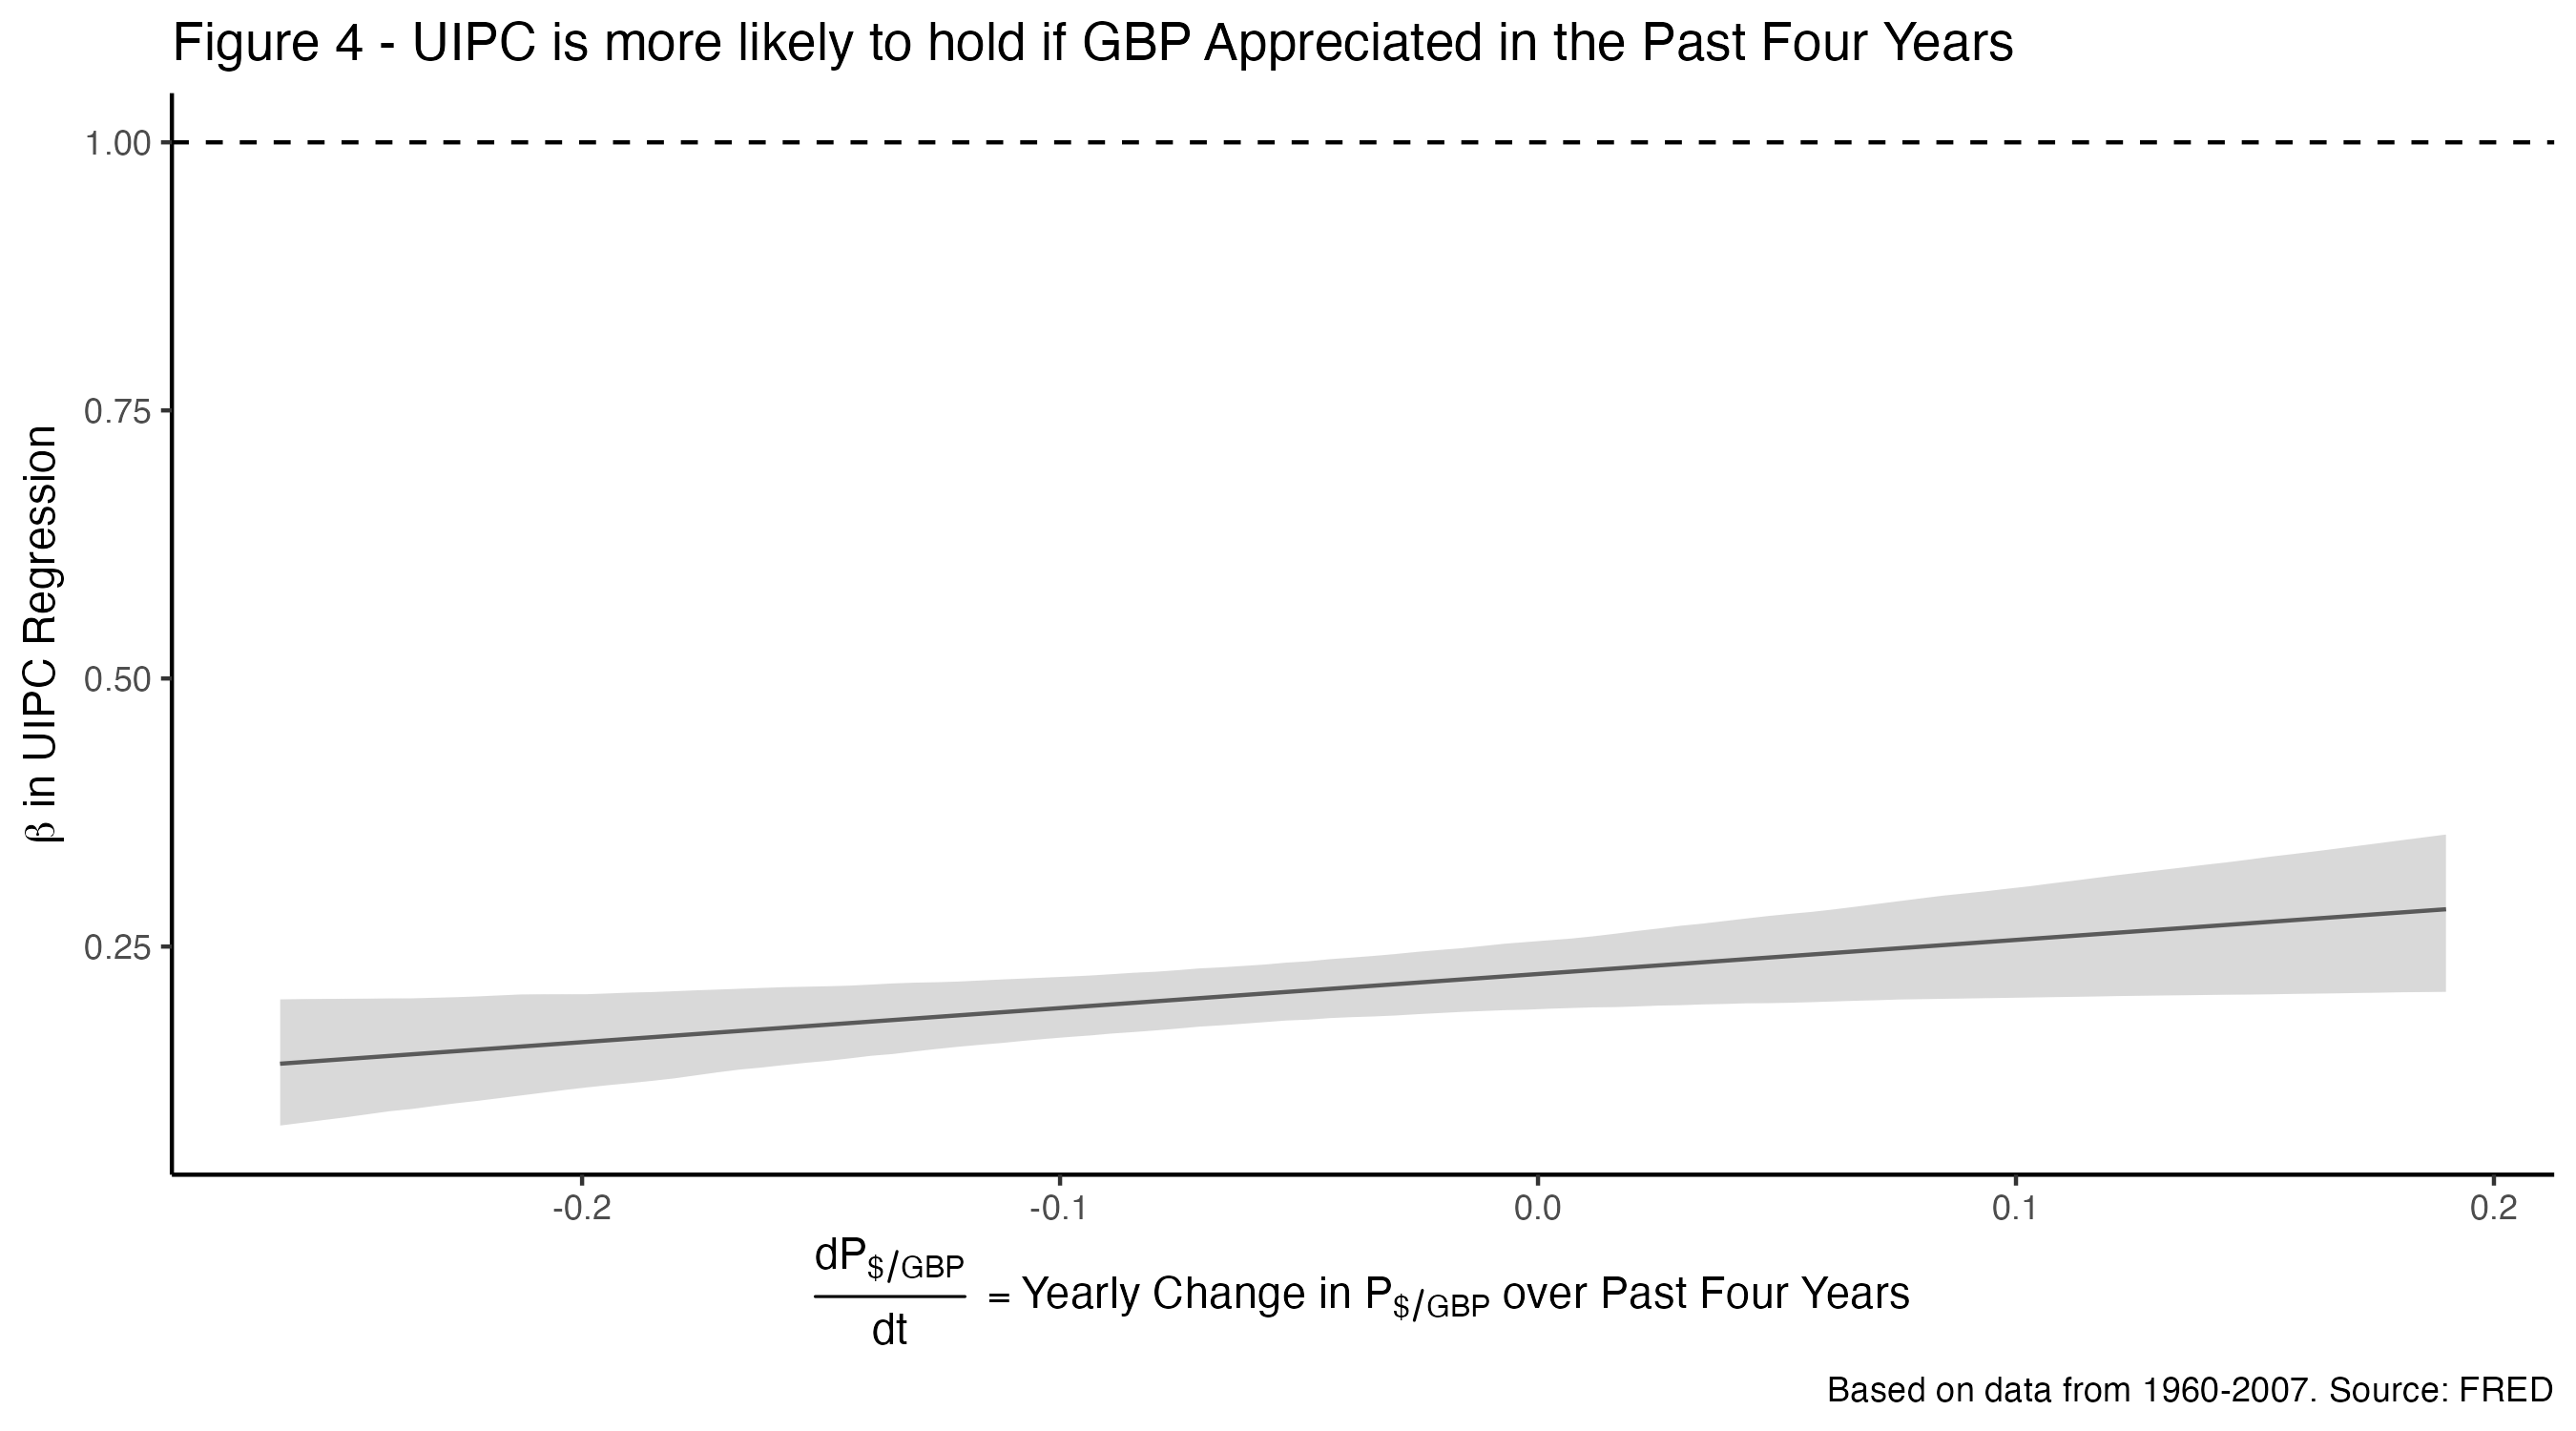 Figure 4 - UIPC is more likely to hold if GBP Appreciated in the Past Four Years
1.00
0.75
0.50
0.25
β in UIPC Regression
-0.2 -0.1 0.0 0.1 0.2
dP$/GBP
dt
= Yearly Change in P$/GBP over Past Four Years
Based on data from 1960-2007. Source: FRED